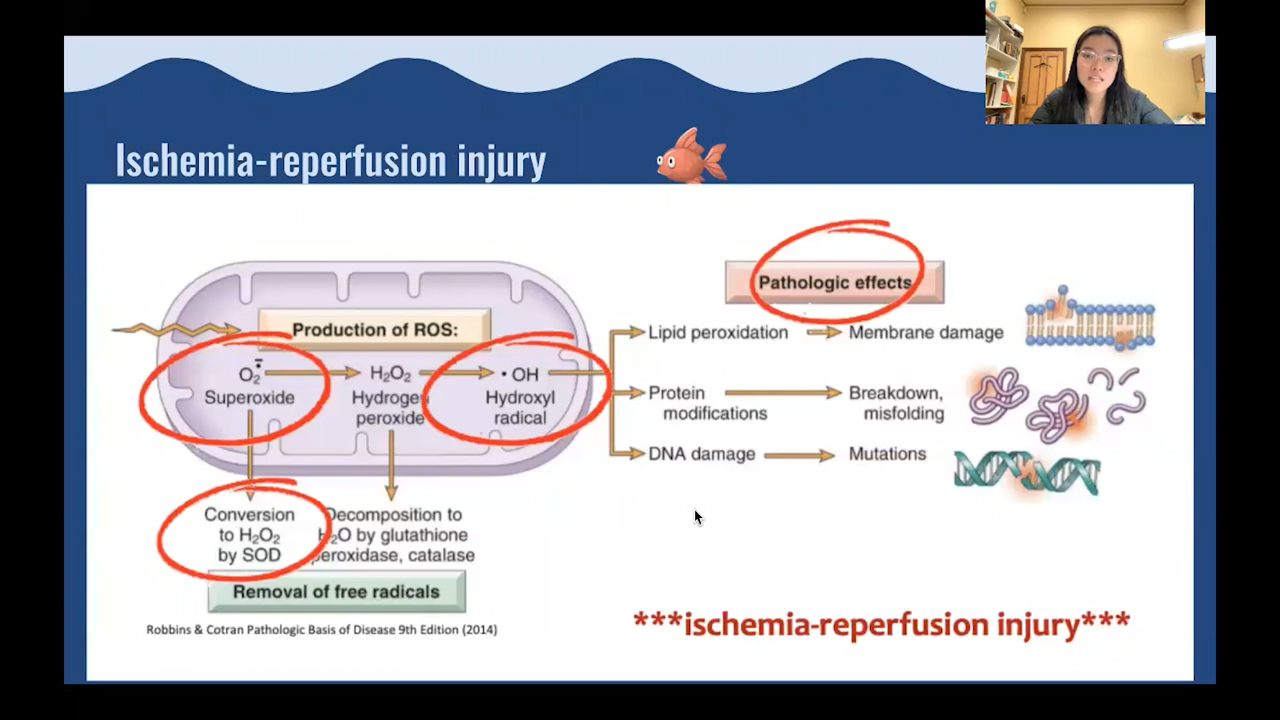 Ischemia-reperfusion injury
Production of ROS:
O₂•̄
Superoxide
H₂O₂
Hydrogen
peroxide
• OH
Hydroxyl
radical
Conversion
to H₂O₂
by SOD
Decomposition to
H₂O by glutathione
peroxidase, catalase
Removal of free radicals
Pathologic effects
Lipid peroxidation
Membrane damage
Protein
modifications
Breakdown,
misfolding
DNA damage
Mutations
Robbins & Cotran Pathologic Basis of Disease 9th Edition (2014)
***ischemia-reperfusion injury***